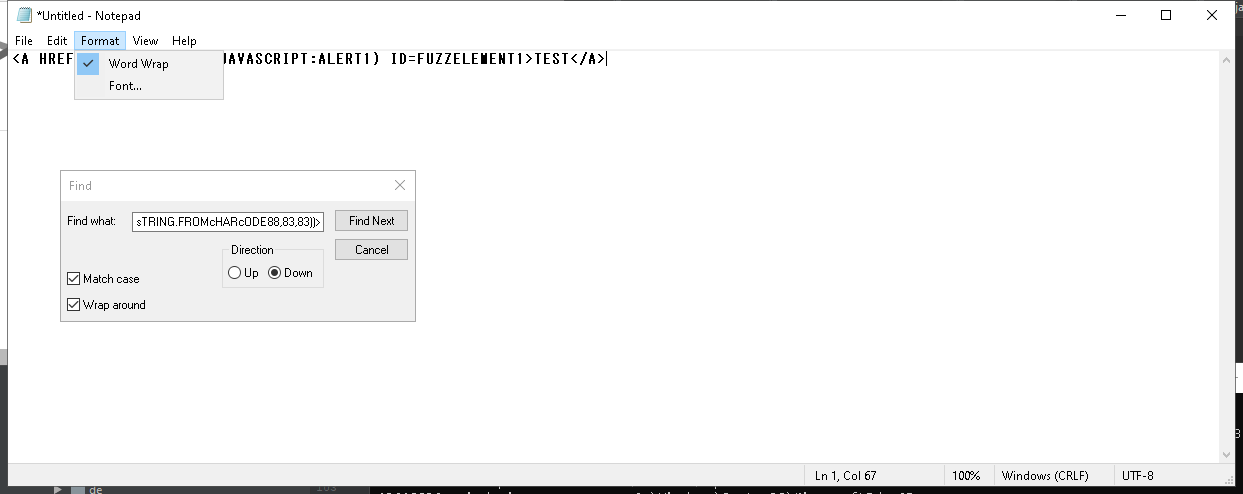 *Untitled - Notepad
File Edit Format View Help
<A HREF JAVASCRIPT:ALERT1) ID=FUZZELEMENT1>TEST</A>
Word Wrap
Font...
Find
Find what: sTRING.FROMcHARcODE88,83,83))> Find Next
Direction Cancel
Up Down
Match case
Wrap around
Ln 1, Col 67 100% Windows (CRLF) UTF-8
de